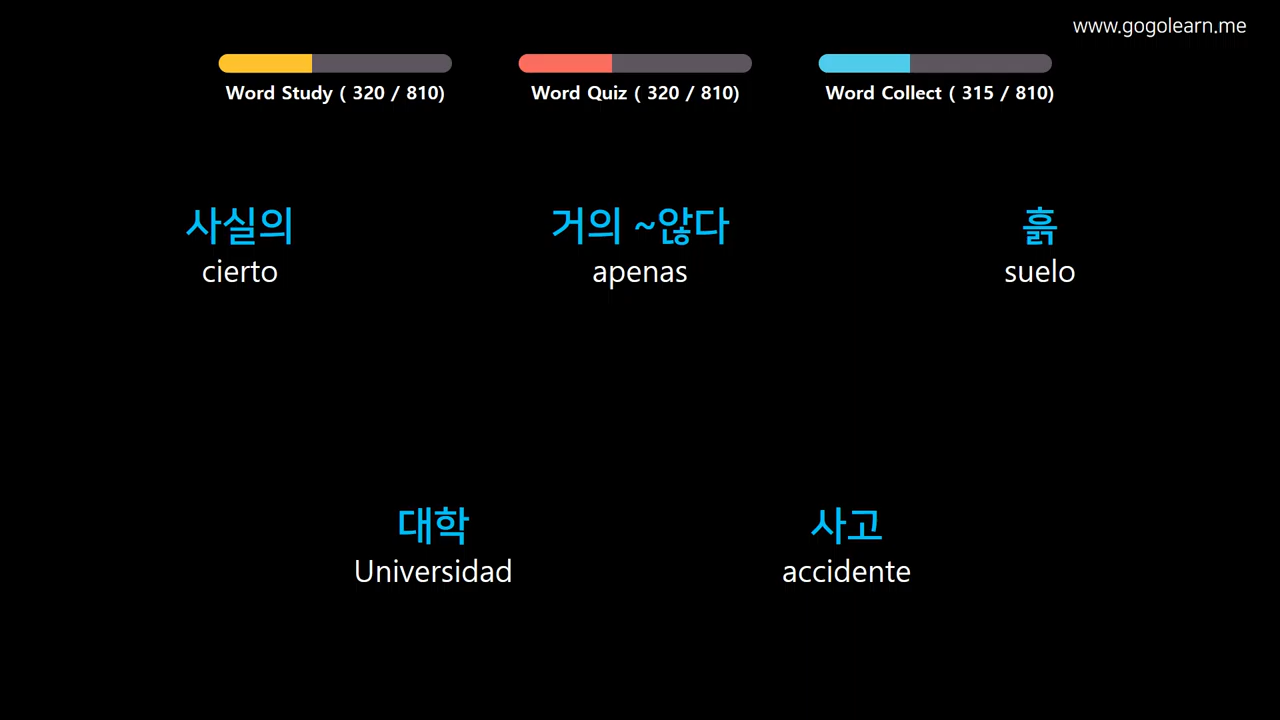 www.gogolearn.me
Word Study ( 320 / 810)
Word Quiz ( 320 / 810)
Word Collect ( 315 / 810)
사실의
cierto
거의 ~않다
apenas
흙
suelo
대학
Universidad
사고
accidente